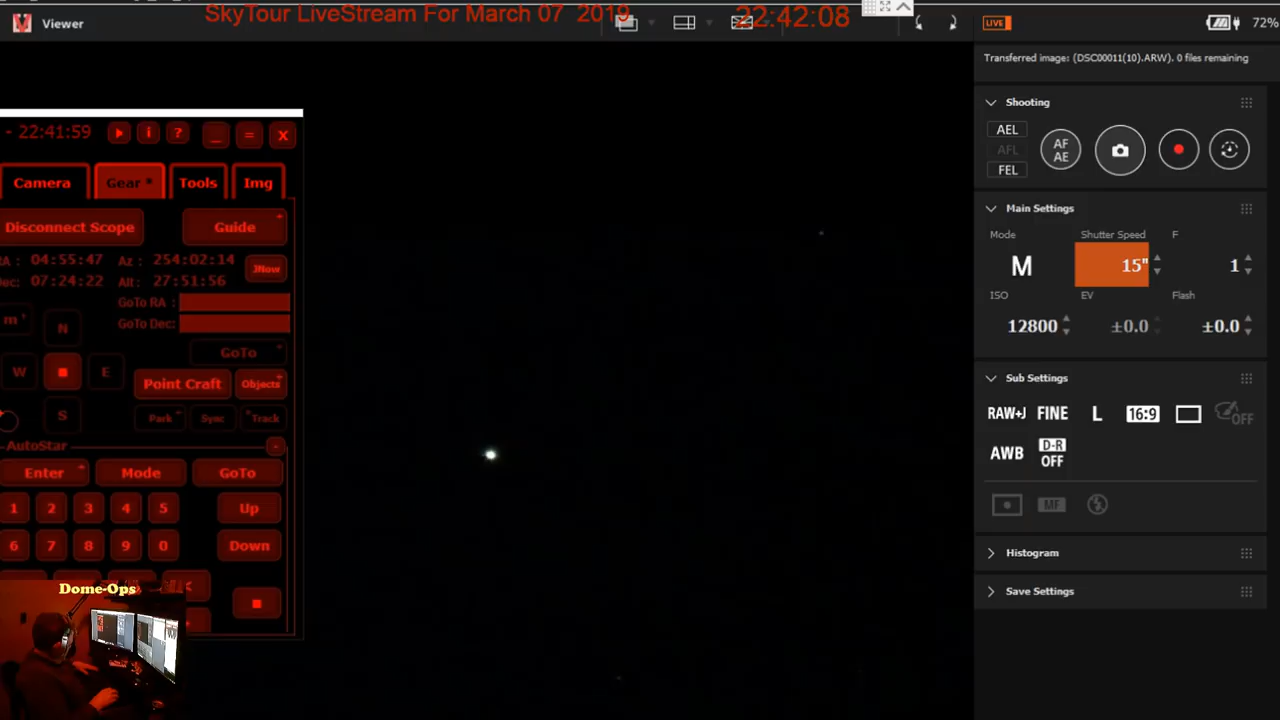 SkyTour LiveStream For March 07 2019
22:42:08
Viewer
LIVE
72%
Transferred image: (DSC00011(10).ARW). 0 files remaining
- 22:41:59
i ? _ = X
Camera Gear * Tools Img
Disconnect Scope Guide
RA : 04:55:47 Az : 254:02:14
JNow
Dec: 07:24:22 Alt : 27:51:56
GoTo RA :
GoTo Dec:
m '
N
GoTo
W E
Point Craft Objects
S
Park Sync Track
AutoStar
Enter Mode GoTo
1 2 3 4 5 Up
6 7 8 9 0 Down
Dome-Ops
Shooting
AEL
AFL
FEL
AF
AE
Main Settings
Mode Shutter Speed F
M 15" 1
ISO EV Flash
12800 ±0.0 ±0.0
Sub Settings
RAW+J FINE L 16:9 OFF
AWB D-R
OFF
MF
Histogram
Save Settings